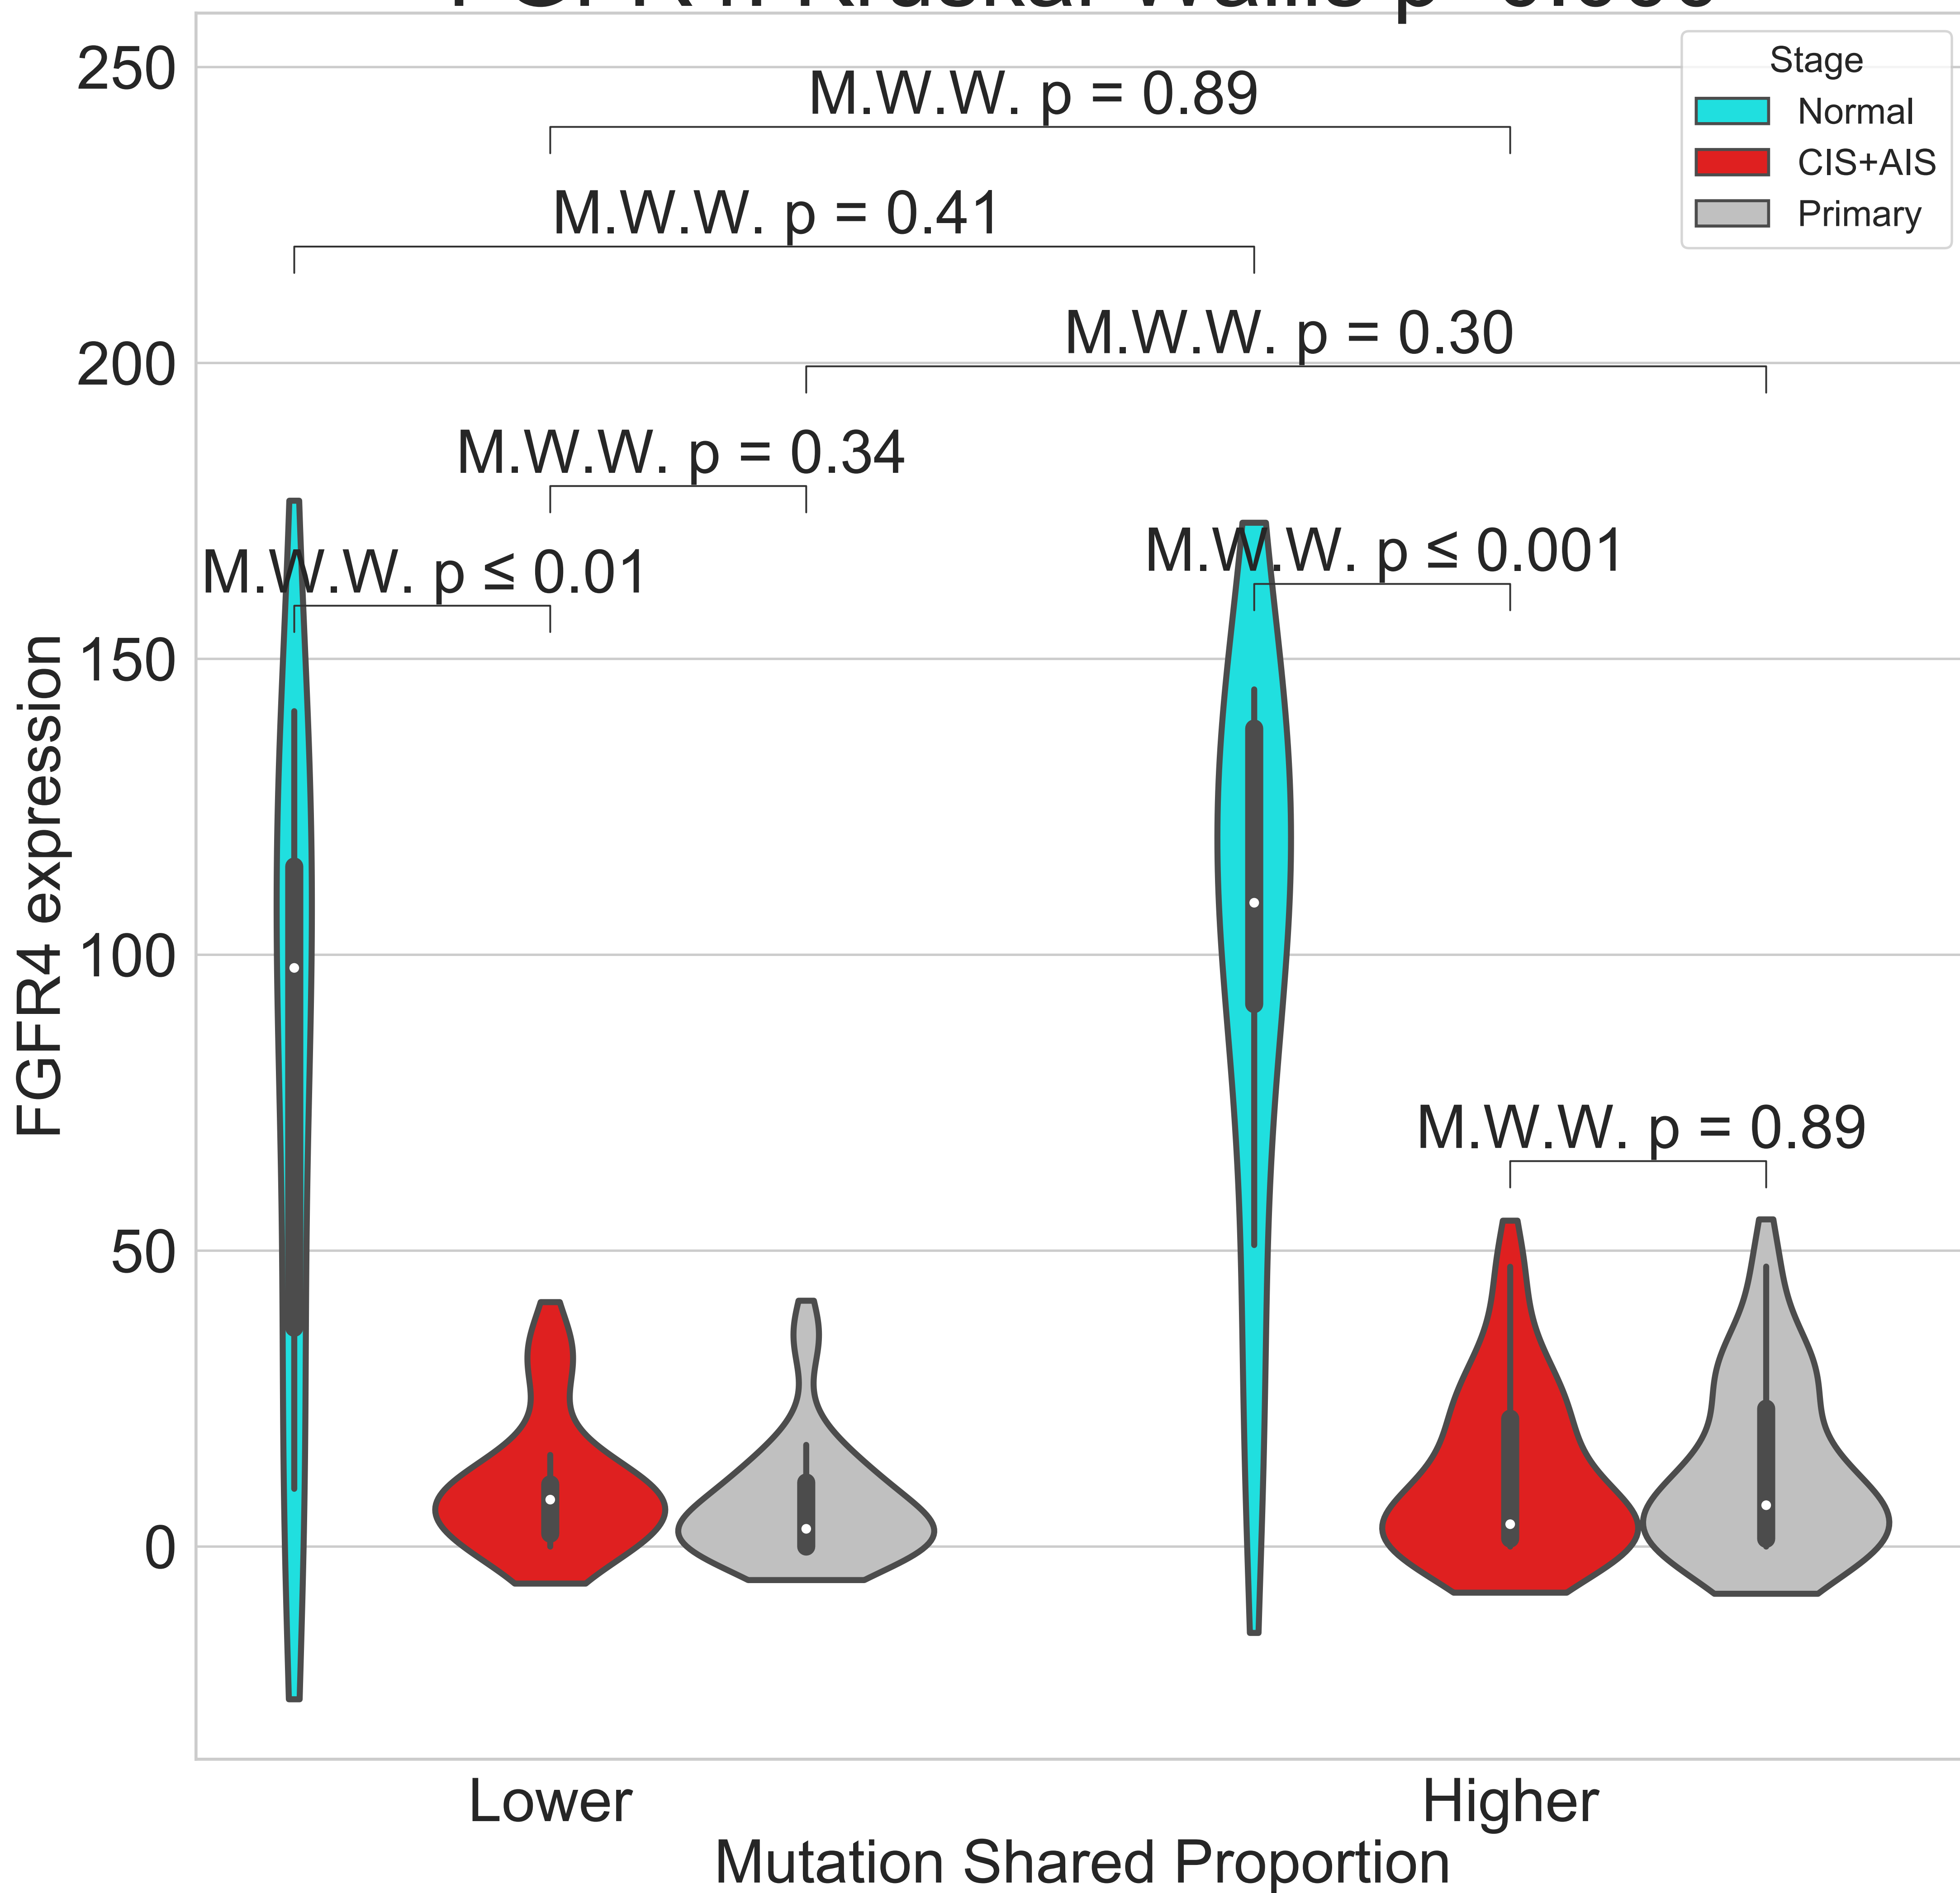 250
M.W.W. p = 0.89
M.W.W. p = 0.41
M.W.W. p = 0.30
200
M.W.W. p = 0.34
M.W.W. p ≤ 0.01
M.W.W. p ≤ 0.001
150
100
M.W.W. p = 0.89
50
0
FGFR4 expression
Lower
Higher
Mutation Shared Proportion
Stage
Normal
CIS+AIS
Primary